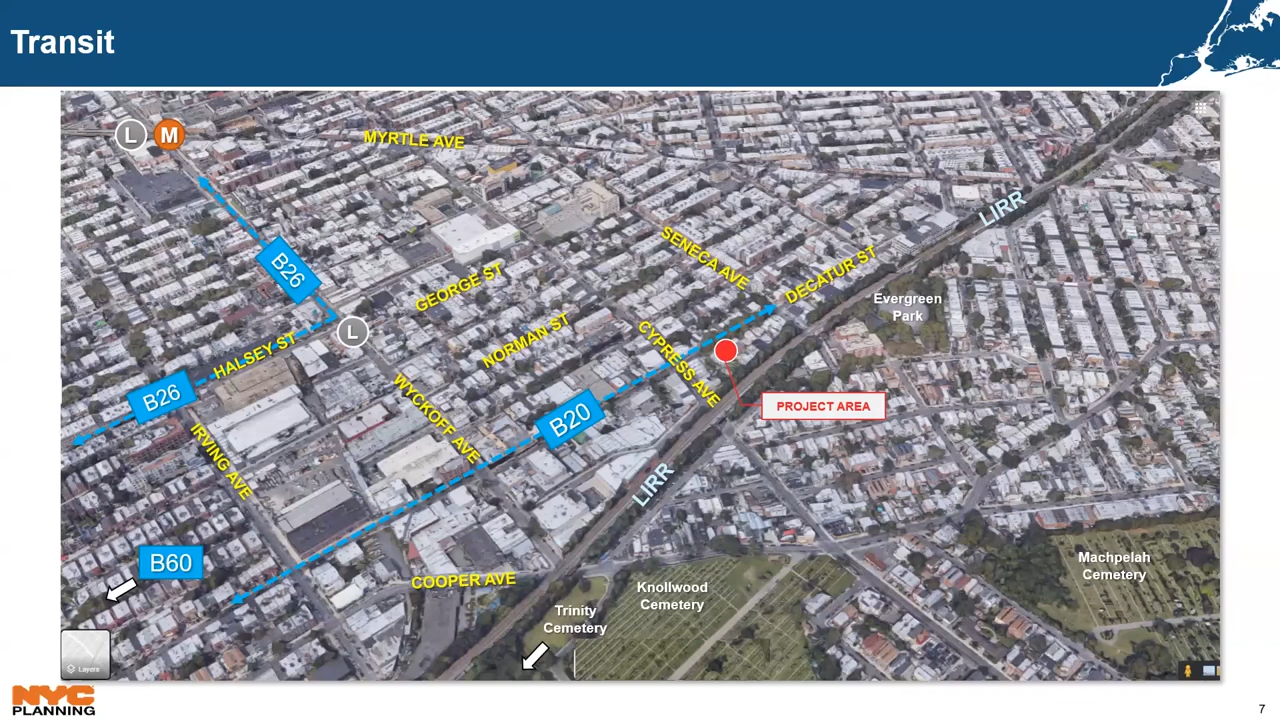 Transit
L M
MYRTLE AVE
B26
GEORGE ST
SENECA AVE
DECATUR ST
LIRR
Evergreen
Park
L
HALSEY ST
B26
NORMAN ST
CYPRESS AVE
WYCKOFF AVE
B20
PROJECT AREA
IRVING AVE
LIRR
B60
COOPER AVE
Trinity
Cemetery
Knollwood
Cemetery
Machpelah
Cemetery
Layers
NYC
PLANNING
7